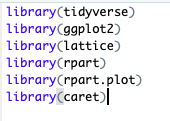 library(tidyverse)
library(ggplot2)
library(lattice)
library(rpart)
library(rpart.plot)
library(caret)